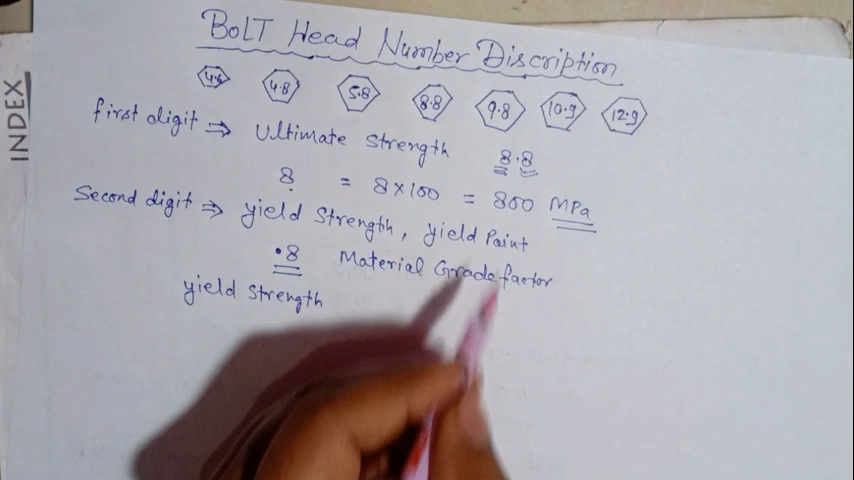 BoLT Head Number Discription
4.6 4.8 5.8 8.8 9.8 10.9 12.9
first digit ⇒ Ultimate Strength
8.8
8 = 8×100 = 800 MPa
Second digit ⇒ yield Strength, yield Paint
.8 Material Grade factor
yield Strength
INDEX